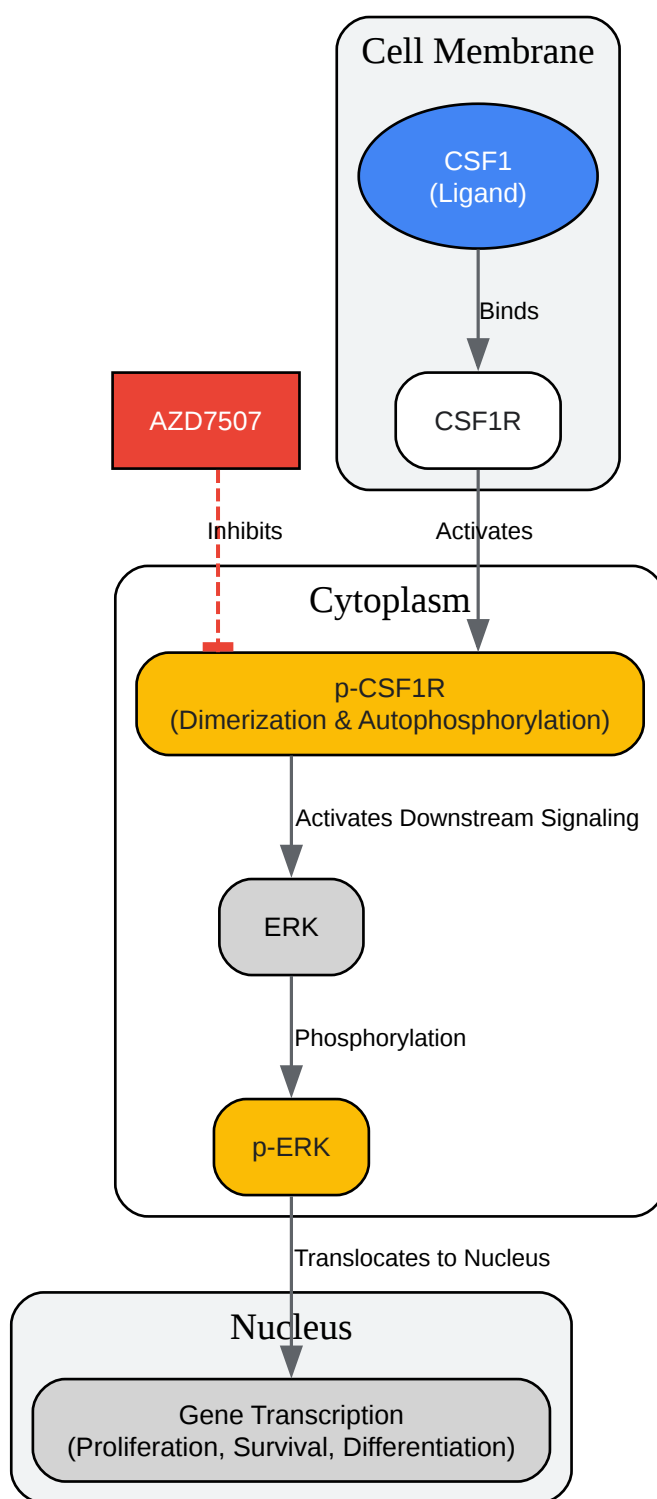 Cell Membrane
CSF1
(Ligand)
Binds
AZD7507
CSF1R
Inhibits
Activates
Cytoplasm
p-CSF1R
(Dimerization & Autophosphorylation)
Activates Downstream Signaling
ERK
Phosphorylation
p-ERK
Translocates to Nucleus
Nucleus
Gene Transcription
(Proliferation, Survival, Differentiation)